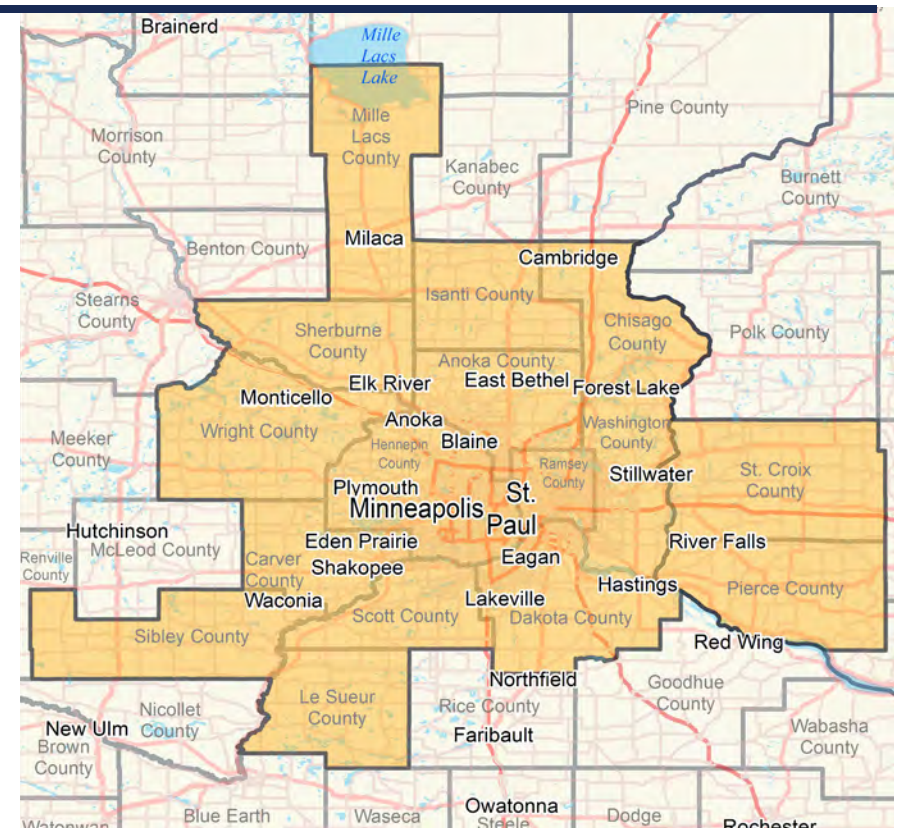 Brainerd
Mille
Lacs
Lake
Pine County
Mille
Lacs
County
Morrison
County
Kanabec
County
Burnett
County
Milaca
Benton County
Cambridge
Isanti County
Stearns
County
Sherburne
County
Chisago
County
Polk County
Anoka County
Elk River
East Bethel
Forest Lake
Monticello
Anoka
Wright County
Blaine
Washington
County
Hennepin
County
Meeker
County
Ramsey
County
Stillwater
St. Croix
County
Plymouth
Minneapolis
St.
Paul
Hutchinson
McLeod County
Eden Prairie
River Falls
Renville
County
Carver
County
Shakopee
Eagan
Hastings
Pierce County
Waconia
Lakeville
Scott County
Dakota County
Sibley County
Red Wing
Northfield
Goodhue
County
Le Sueur
County
Rice County
Nicollet
County
New Ulm
Faribault
Wabasha
County
Brown
County
Owatonna
Blue Earth
Waseca
Steele
Dodge
Watonwan
Rochester